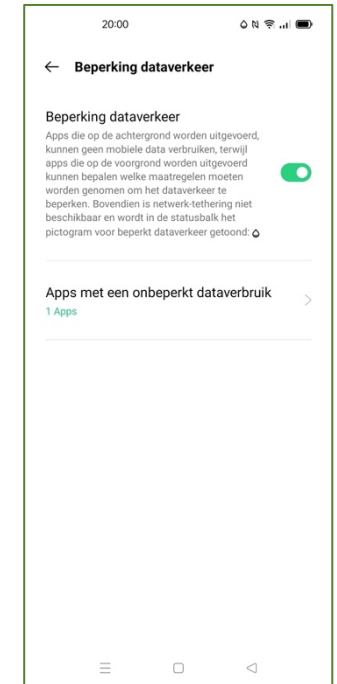 20:00
Beperking dataverkeer
Beperking dataverkeer
Apps die op de achtergrond worden uitgevoerd,
kunnen geen mobiele data verbruiken, terwijl
apps die op de voorgrond worden uitgevoerd
kunnen bepalen welke maatregelen moeten
worden genomen om het dataverkeer te
beperken. Bovendien is netwerk-tethering niet
beschikbaar en wordt in de statusbalk het
pictogram voor beperkt dataverkeer getoond:
Apps met een onbeperkt dataverbruik
1 Apps